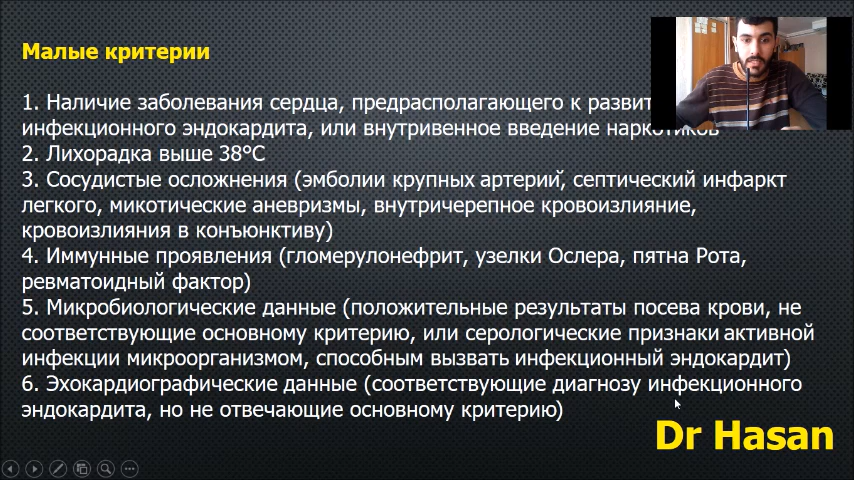 Малые критерии
1. Наличие заболевания сердца, предрасполагающего к развит
инфекционного эндокардита, или внутривенное введение наркотиков
2. Лихорадка выше 38°C
3. Сосудистые осложнения (эмболии крупных артерий, септический инфаркт
легкого, микотические аневризмы, внутричерепное кровоизлияние,
кровоизлияния в конъюнктиву)
4. Иммунные проявления (гломерулонефрит, узелки Ослера, пятна Рота,
ревматоидный фактор)
5. Микробиологические данные (положительные результаты посева крови, не
соответствующие основному критерию, или серологические признаки активной
инфекции микроорганизмом, способным вызвать инфекционный эндокардит)
6. Эхокардиографические данные (соответствующие диагнозу инфекционного
эндокардита, но не отвечающие основному критерию)
Dr Hasan